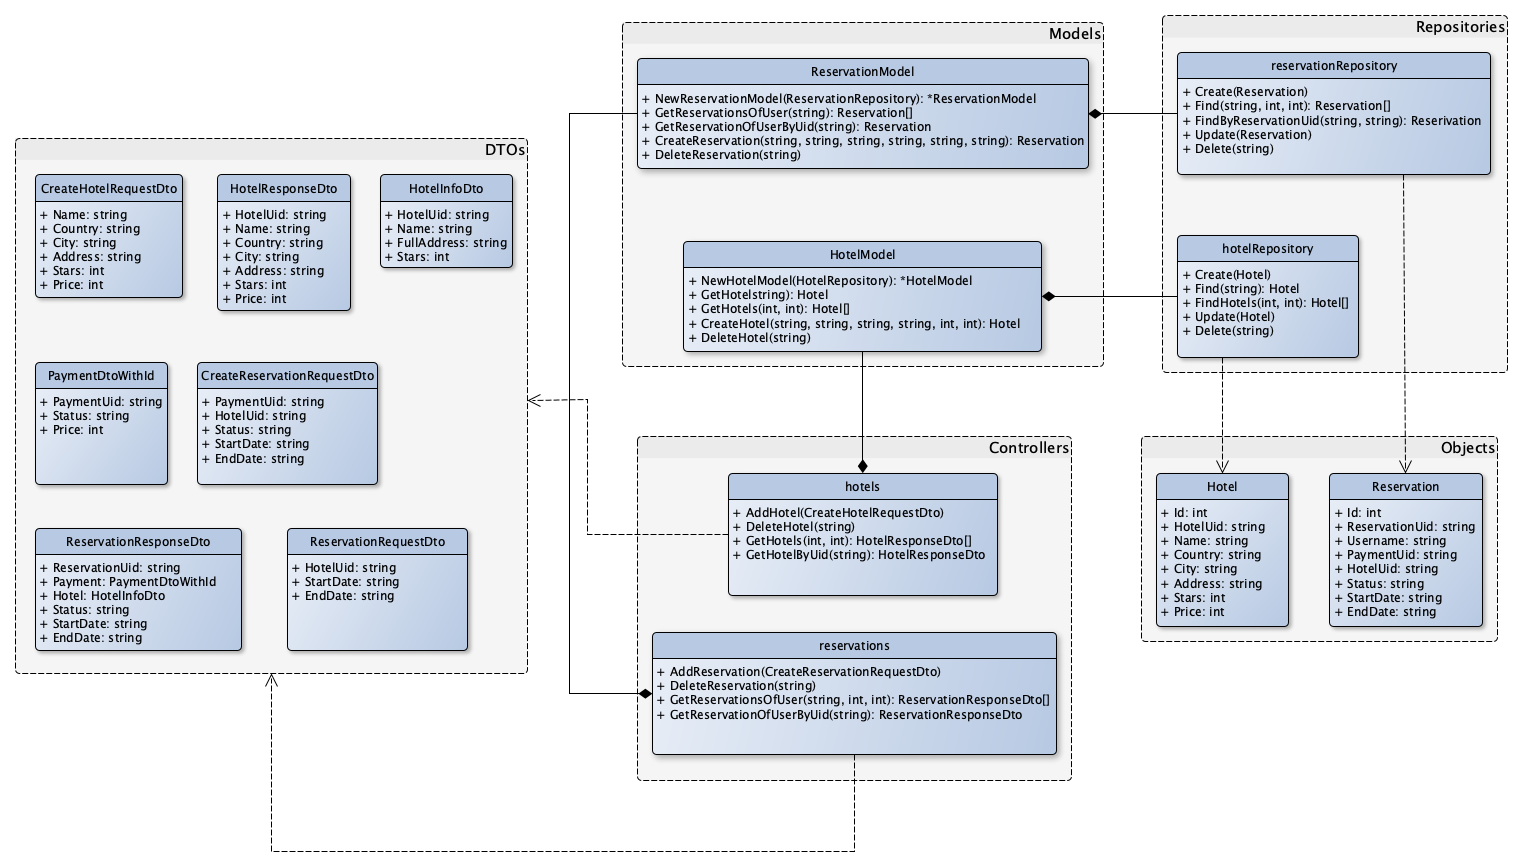 Models
ReservationModel
+ NewReservationModel(ReservationRepository): *ReservationModel
+ GetReservationsOfUser(string): Reservation[]
+ GetReservationOfUserByUid(string): Reservation
+ CreateReservation(string, string, string, string, string, string): Reservation
+ DeleteReservation(string)
HotelModel
+ NewHotelModel(HotelRepository): *HotelModel
+ GetHotelstring): Hotel
+ GetHotels(int, int): Hotel[]
+ CreateHotel(string, string, string, string, int, int): Hotel
+ DeleteHotel(string)
Repositories
reservationRepository
+ Create(Reservation)
+ Find(string, int, int): Reservation[]
+ FindByReservationUid(string, string): Reserivation
+ Update(Reservation)
+ Delete(string)
hotelRepository
+ Create(Hotel)
+ Find(string): Hotel
+ FindHotels(int, int): Hotel[]
+ Update(Hotel)
+ Delete(string)
DTOs
CreateHotelRequestDto
+ Name: string
+ Country: string
+ City: string
+ Address: string
+ Stars: int
+ Price: int
HotelResponseDto
+ HotelUid: string
+ Name: string
+ Country: string
+ City: string
+ Address: string
+ Stars: int
+ Price: int
HotelInfoDto
+ HotelUid: string
+ Name: string
+ FullAddress: string
+ Stars: int
PaymentDtoWithId
+ PaymentUid: string
+ Status: string
+ Price: int
CreateReservationRequestDto
+ PaymentUid: string
+ HotelUid: string
+ Status: string
+ StartDate: string
+ EndDate: string
ReservationResponseDto
+ ReservationUid: string
+ Payment: PaymentDtoWithId
+ Hotel: HotelInfoDto
+ Status: string
+ StartDate: string
+ EndDate: string
ReservationRequestDto
+ HotelUid: string
+ StartDate: string
+ EndDate: string
Controllers
hotels
+ AddHotel(CreateHotelRequestDto)
+ DeleteHotel(string)
+ GetHotels(int, int): HotelResponseDto[]
+ GetHotelByUid(string): HotelResponseDto
reservations
+ AddReservation(CreateReservationRequestDto)
+ DeleteReservation(string)
+ GetReservationsOfUser(string, int, int): ReservationResponseDto[]
+ GetReservationOfUserByUid(string): ReservationResponseDto
Objects
Hotel
+ Id: int
+ HotelUid: string
+ Name: string
+ Country: string
+ City: string
+ Address: string
+ Stars: int
+ Price: int
Reservation
+ Id: int
+ ReservationUid: string
+ Username: string
+ PaymentUid: string
+ HotelUid: string
+ Status: string
+ StartDate: string
+ EndDate: string